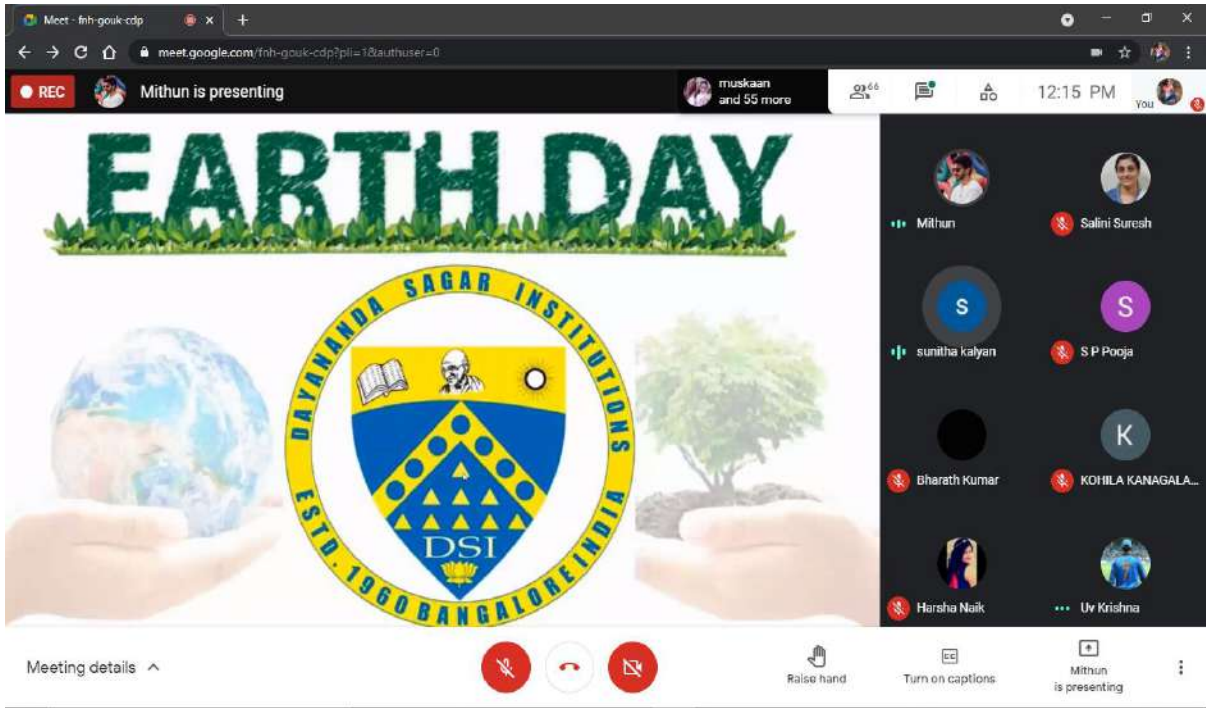 Meet - fnh-gouk-cdp
meet.google.com/fnh-gouk-cdp?pli=1&authuser=0
REC
Mithun is presenting
muskaan
and 55 more
66
12:15 PM
You
EARTH DAY
DAYANANDA SAGAR INSTITUTIONS
ESTD. 1960 BANGALORE INDIA
DSI
Mithun
Salini Suresh
S
sunitha kalyan
S
S P Pooja
Bharath Kumar
K
KOHILA KANAGALA...
Harsha Naik
7
Uv Krishna
Meeting details
Raise hand
CC
Turn on captions
Mithun
is presenting